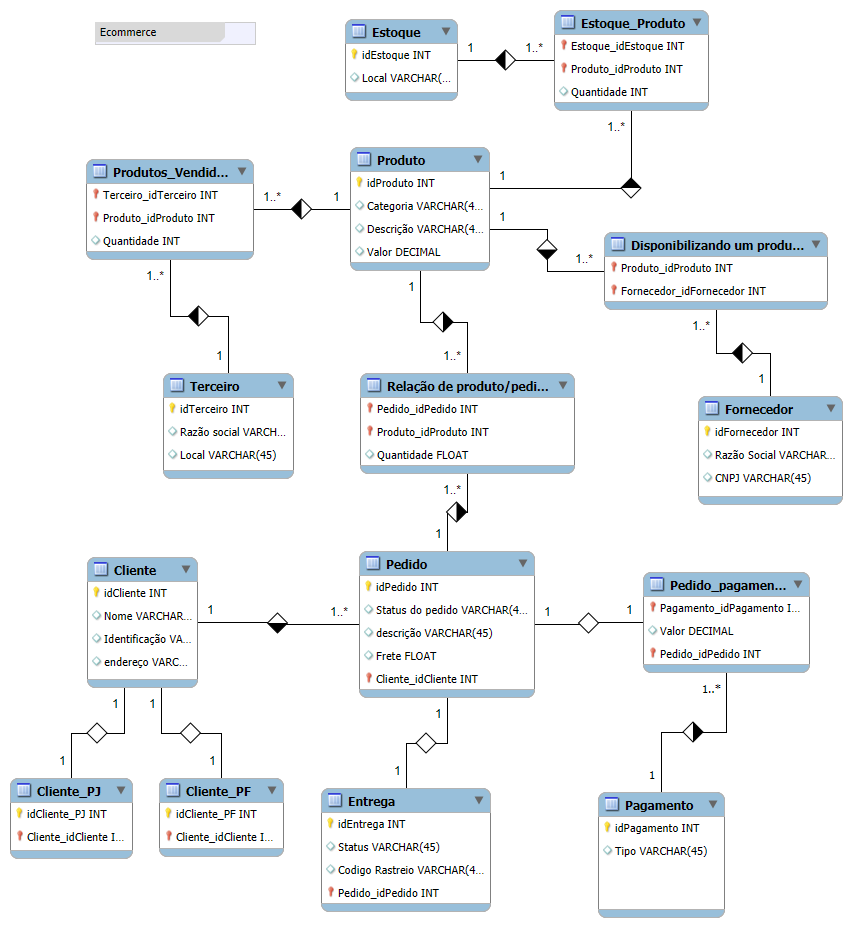 Ecommerce
Estoque
idEstoque INT
Local VARCHAR(...
1
1..*
Estoque_Produto
Estoque_idEstoque INT
Produto_idProduto INT
Quantidade INT
1..*
Produtos_Vendid...
Terceiro_idTerceiro INT
Produto_idProduto INT
Quantidade INT
1..*
1
Produto
idProduto INT
Categoria VARCHAR(4...
Descrição VARCHAR(4...
Valor DECIMAL
1
1
1..*
Disponibilizando um produ...
Produto_idProduto INT
Fornecedor_idFornecedor INT
1..*
1
1..*
1
1
1..*
Terceiro
idTerceiro INT
Razão social VARCH...
Local VARCHAR(45)
Relação de produto/pedi...
Pedido_idPedido INT
Produto_idProduto INT
Quantidade FLOAT
Fornecedor
idFornecedor INT
Razão Social VARCHAR...
CNPJ VARCHAR(45)
1..*
1
Cliente
idCliente INT
Nome VARCHAR...
Identificação VA...
endereço VARC...
1
1..*
Pedido
idPedido INT
Status do pedido VARCHAR(4...
descrição VARCHAR(45)
Frete FLOAT
Cliente_idCliente INT
1
1
Pedido_pagamen...
Pagamento_idPagamento I...
Valor DECIMAL
Pedido_idPedido INT
1
1
1
1
1
1
1..*
1
Cliente_PJ
idCliente_PJ INT
Cliente_idCliente I...
Cliente_PF
idCliente_PF INT
Cliente_idCliente I...
Entrega
idEntrega INT
Status VARCHAR(45)
Codigo Rastreio VARCHAR(4...
Pedido_idPedido INT
Pagamento
idPagamento INT
Tipo VARCHAR(45)